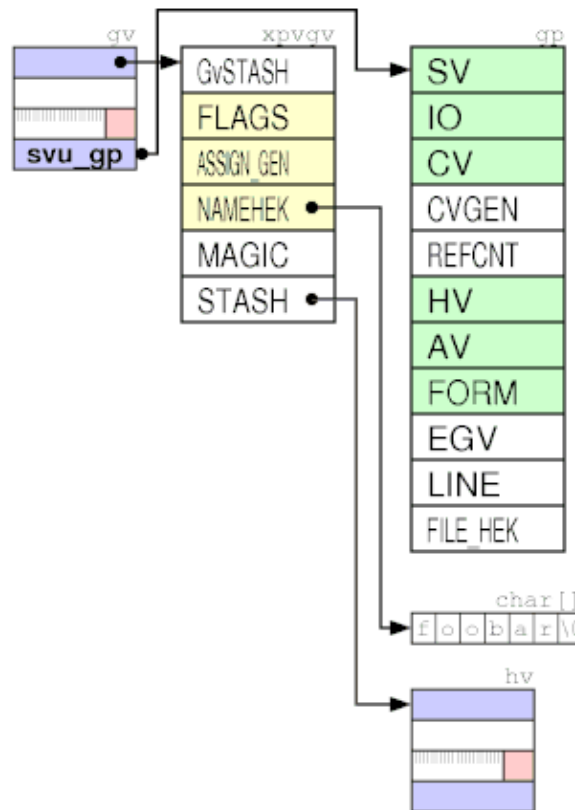 gv
svu_gp
xpvgv
GvSTASH
FLAGS
ASSIGN_GEN
NAMEHEK
MAGIC
STASH
gp
SV
IO
CV
CVGEN
REFCNT
HV
AV
FORM
EGV
LINE
FILE_HEK
char[]
f o o b a r
hv